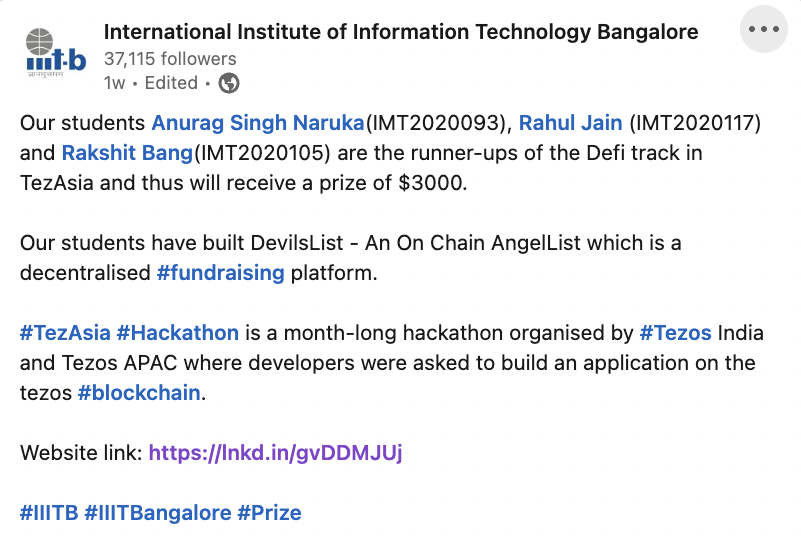 International Institute of Information Technology Bangalore
37,115 followers
1w • Edited •
iiit-b
ज्ञानमुत्तमम्
Our students Anurag Singh Naruka(IMT2020093), Rahul Jain (IMT2020117)
and Rakshit Bang(IMT2020105) are the runner-ups of the Defi track in
TezAsia and thus will receive a prize of $3000.
Our students have built DevilsList - An On Chain AngelList which is a
decentralised #fundraising platform.
#TezAsia #Hackathon is a month-long hackathon organised by #Tezos India
and Tezos APAC where developers were asked to build an application on the
tezos #blockchain.
Website link: https://lnkd.in/gvDDMJUj
#IIITB #IIITBangalore #Prize